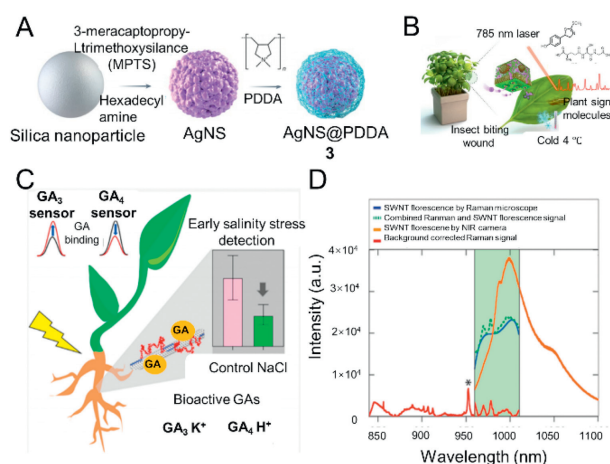 A
3-meracaptopropy-
Ltrimethoxysilance
(MPTS)
Hexadecyl
amine
Silica nanoparticle
AgNS
N
n
PDDA
AgNS@PDDA
3
B
785 nm laser
Plant sign
molecules
Insect biting
wound
Cold 4 ℃
C
GA3
sensor
GA4
sensor
GA
binding
Early salinity stress
detection
GA
GA
Control NaCl
Bioactive GAs
GA3 K+
GA4 H+
D
SWNT florescence by Raman microscope
Combined Ranman and SWNT florescence signal
SWNT florescene by NIR camera
Background corrected Raman signal
Intensity (a.u.)
4×10⁴
3×10⁴
2×10⁴
1×10⁴
0
*
850
900
950
1000
1050
1100
Wavelength (nm)